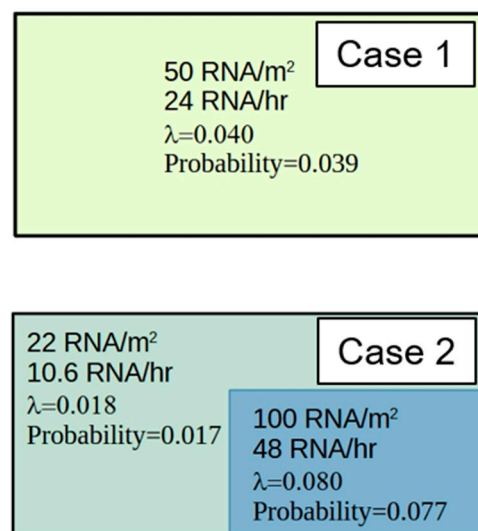 Case 1
50 RNA/m²
24 RNA/hr
λ=0.040
Probability=0.039
Case 2
22 RNA/m²
10.6 RNA/hr
λ=0.018
Probability=0.017
100 RNA/m²
48 RNA/hr
λ=0.080
Probability=0.077